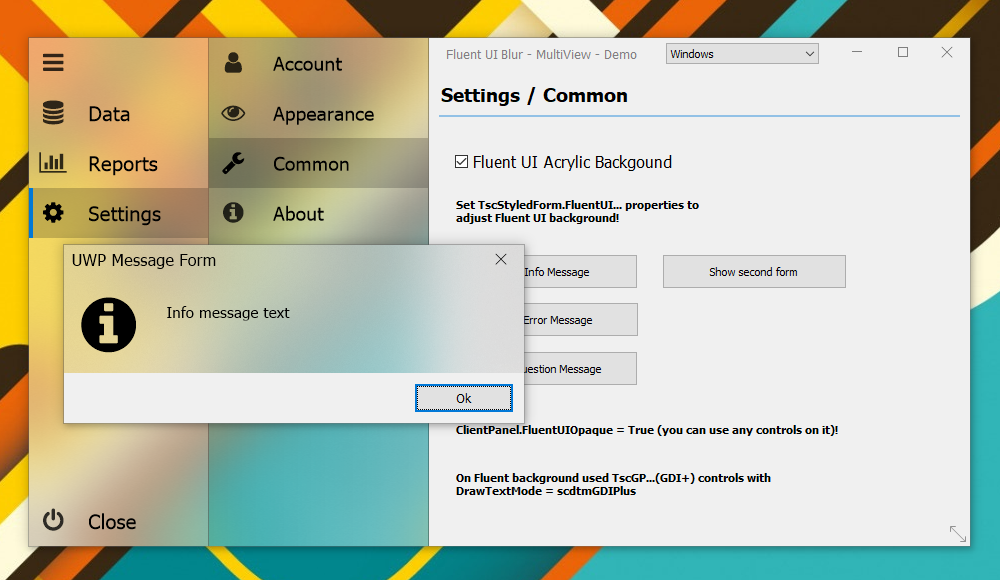 Fluent UI Blur - MultiView - Demo
Windows
Data
Reports
Settings
Close
Account
Appearance
Common
About
Settings / Common
Fluent UI Acrylic Backgound
Set TscStyledForm.FluentUI... properties to
adjust Fluent UI background!
Info Message
Show second form
Error Message
uestion Message
ClientPanel.FluentUIOpaque = True (you can use any controls on it)!
On Fluent background used TscGP...(GDI+) controls with
DrawTextMode = scdtmGDIPlus
UWP Message Form
Info message text
Ok